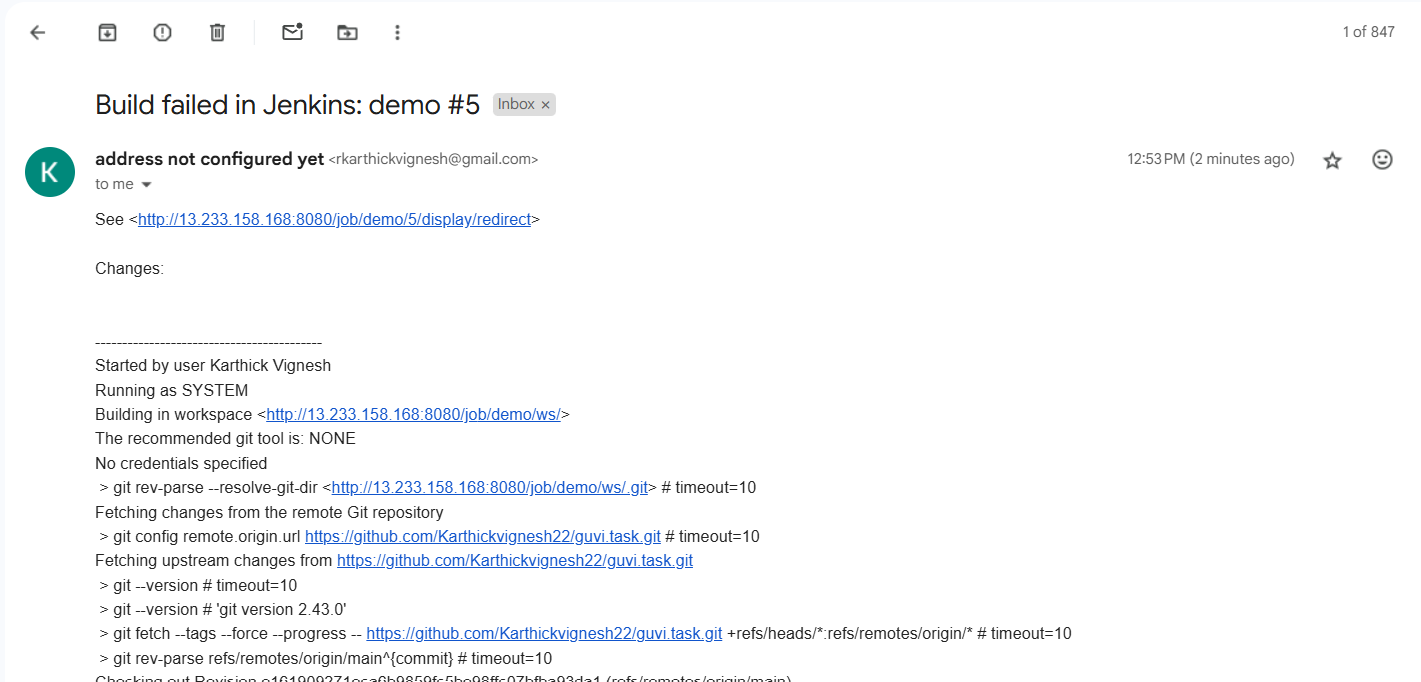 1 of 847
Build failed in Jenkins: demo #5 Inbox ×
K
address not configured yet <rkarthickvignesh@gmail.com>
12:53 PM (2 minutes ago)
to me
See <http://13.233.158.168:8080/job/demo/5/display/redirect>
Changes:
------------------------------------------
Started by user Karthick Vignesh
Running as SYSTEM
Building in workspace <http://13.233.158.168:8080/job/demo/ws/>
The recommended git tool is: NONE
No credentials specified
> git rev-parse --resolve-git-dir <http://13.233.158.168:8080/job/demo/ws/.git> # timeout=10
Fetching changes from the remote Git repository
> git config remote.origin.url https://github.com/Karthickvignesh22/guvi.task.git # timeout=10
Fetching upstream changes from https://github.com/Karthickvignesh22/guvi.task.git
> git --version # timeout=10
> git --version # 'git version 2.43.0'
> git fetch --tags --force --progress -- https://github.com/Karthickvignesh22/guvi.task.git +refs/heads/*:refs/remotes/origin/* # timeout=10
> git rev-parse refs/remotes/origin/main^{commit} # timeout=10
Checking out Revision (refs/remotes/origin/main)